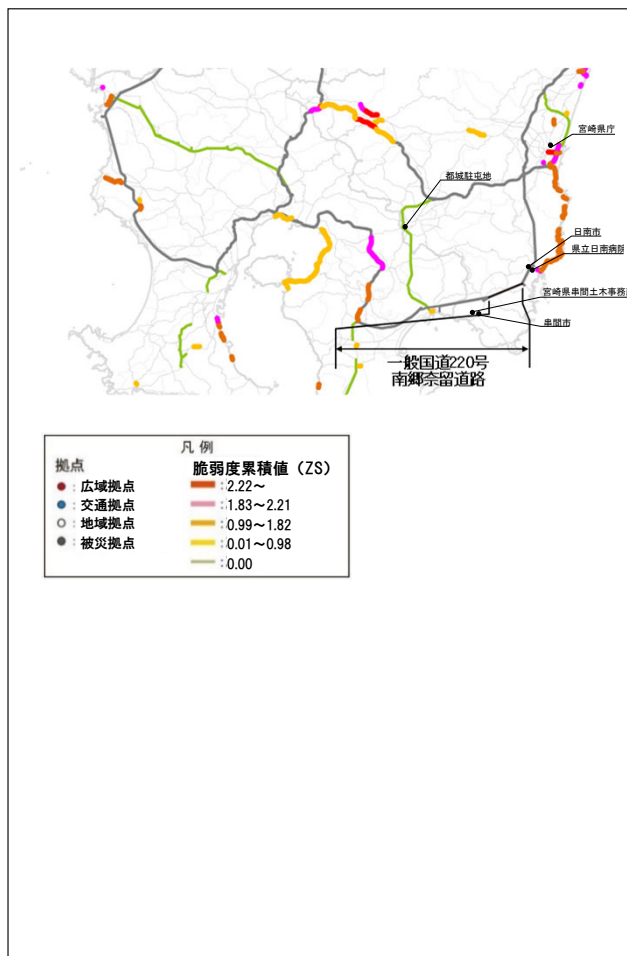 宮崎県庁
都城駐屯地
日南市
県立日南病院
宮崎県串間土木事務所
串間市
一般国道220号
南郷奈留道路
凡 例
拠点
脆弱度累積値（ZS）
：広域拠点
：2.22～
：交通拠点
：1.83～2.21
：地域拠点
：0.99～1.82
：被災拠点
：0.01～0.98
：0.00